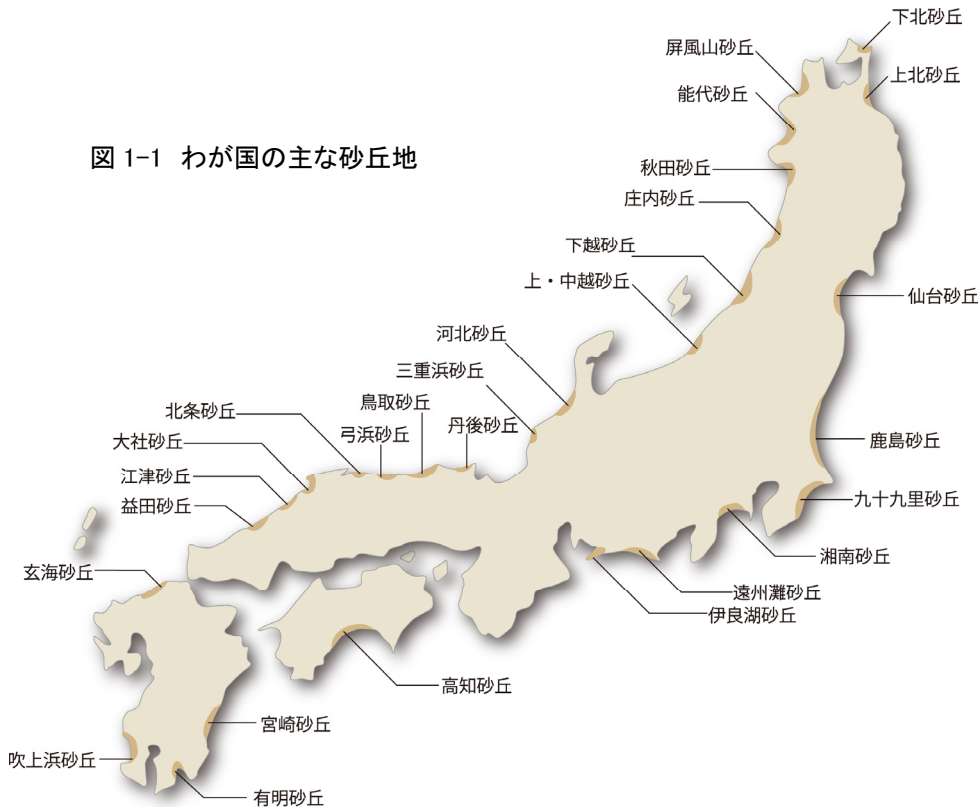 下北砂丘
屏風山砂丘
上北砂丘
能代砂丘
図 1-1 わが国の主な砂丘地
秋田砂丘
庄内砂丘
下越砂丘
上・中越砂丘
仙台砂丘
河北砂丘
三重浜砂丘
鳥取砂丘
北条砂丘
弓浜砂丘
丹後砂丘
大社砂丘
鹿島砂丘
江津砂丘
益田砂丘
九十九里砂丘
湘南砂丘
玄海砂丘
遠州灘砂丘
伊良湖砂丘
高知砂丘
宮崎砂丘
吹上浜砂丘
有明砂丘